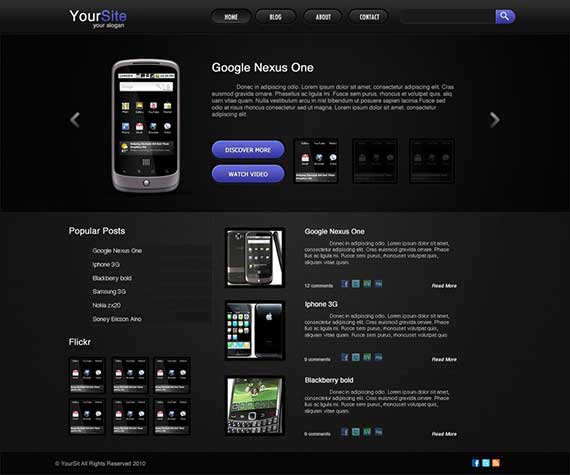 YourSite
your slogan
HOME
BLOG
ABOUT
CONTACT
Google Nexus One
Donec in adipiscing odio. Lorem ipsum dolor sit amet, Cras
euismod gravida ornare. Phasellus ac ligula mi. Fusce sem purus, rhoncus et volutpat quis, aliq
uam vitae quam. Nulla vestibulum arcu in nisl bibendum ut posuere sapien lacinia. Fusce sed
odio at risus rhoncus consectetur sed ut magna. Lorem ipsum dolor sit amet, consectetur
adipiscing elit.
DISCOVER MORE
WATCH VIDEO
Popular Posts
Google Nexus One
Iphone 3G
Blackberry bold
Samsung 3G
Nokia zx20
Soney Ericson Aino
Flickr
Google Nexus One
Donec in adipiscing odio. Lorem ipsum dolor sit amet,
consectetur adipiscing elit. Cras euismod gravida ornare.
Phasellus ac ligula mi. Fusce sem purus, rhoncus et volutpat quis,
aliquam vitae quam.
12 comments
Read More
Iphone 3G
Donec in adipiscing odio. Lorem ipsum dolor sit amet,
consectetur adipiscing elit. Cras euismod gravida ornare.
Phasellus ac ligula mi. Fusce sem purus, rhoncus et volutpat quis,
aliquam vitae quam
9 comments
Read More
Blackberry bold
Donec in adipiscing odio. Lorem ipsum dolor sit amet,
consectetur adipiscing elit. Cras euismod gravida ornare.
Phasellus ac ligula mi. Fusce sem purus, rhoncus et volutpat quis,
aliquam vitae quam.
9 comments
Read More
© YourSit All Rights Reserved 2010